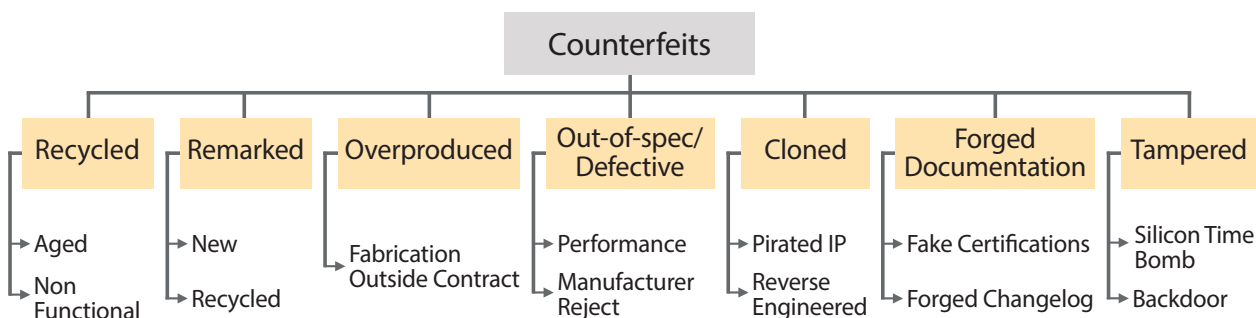 Counterfeits
Recycled
Remarked
Overproduced
Out-of-spec/
Defective
Cloned
Forged
Documentation
Tampered
Aged
Non
Functional
New
Recycled
Fabrication
Outside Contract
Performance
Manufacturer
Reject
Pirated IP
Reverse
Engineered
Fake Certifications
Forged Changelog
Silicon Time
Bomb
Backdoor